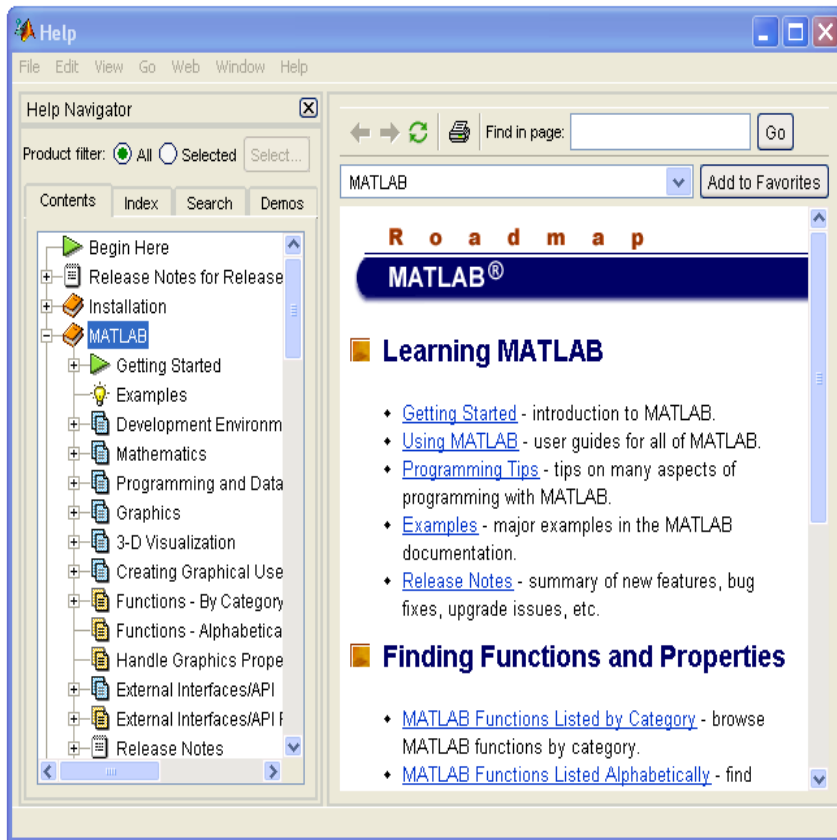 Help
File Edit View Go Web Window Help
Help Navigator
Product filter: All Selected Select...
Contents Index Search Demos
Begin Here
Release Notes for Release
Installation
MATLAB
Getting Started
Examples
Development Environm
Mathematics
Programming and Data
Graphics
3-D Visualization
Creating Graphical Use
Functions - By Category
Functions - Alphabetica
Handle Graphics Prope
External Interfaces/API
External Interfaces/API R
Release Notes
Find in page: Go
MATLAB Add to Favorites
Roadmap
MATLAB®
Learning MATLAB
Getting Started - introduction to MATLAB.
Using MATLAB - user guides for all of MATLAB.
Programming Tips - tips on many aspects of
programming with MATLAB.
Examples - major examples in the MATLAB
documentation.
Release Notes - summary of new features, bug
fixes, upgrade issues, etc.
Finding Functions and Properties
MATLAB Functions Listed by Category - browse
MATLAB functions by category.
MATLAB Functions Listed Alphabetically - find